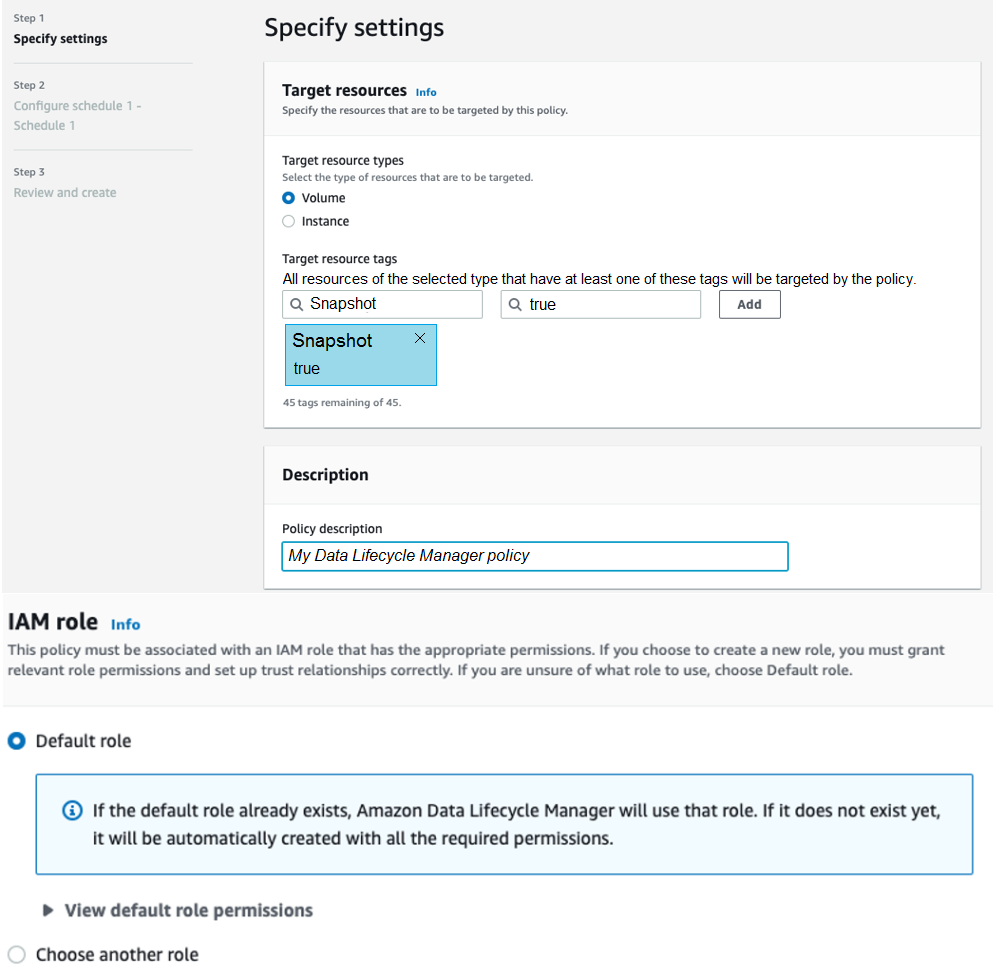 Step 1
Specify settings
Step 2
Configure schedule 1 -
Schedule 1
Step 3
Review and create
Specify settings
Target resources Info
Specify the resources that are to be targeted by this policy.
Target resource types
Select the type of resources that are to be targeted.
Volume
Instance
Target resource tags
All resources of the selected type that have at least one of these tags will be targeted by the policy.
Snapshot true Add
Snapshot
true
45 tags remaining of 45.
Description
Policy description
My Data Lifecycle Manager policy
IAM role Info
This policy must be associated with an IAM role that has the appropriate permissions. If you choose to create a new role, you must grant
relevant role permissions and set up trust relationships correctly. If you are unsure of what role to use, choose Default role.
Default role
If the default role already exists, Amazon Data Lifecycle Manager will use that role. If it does not exist yet,
it will be automatically created with all the required permissions.
View default role permissions
Choose another role